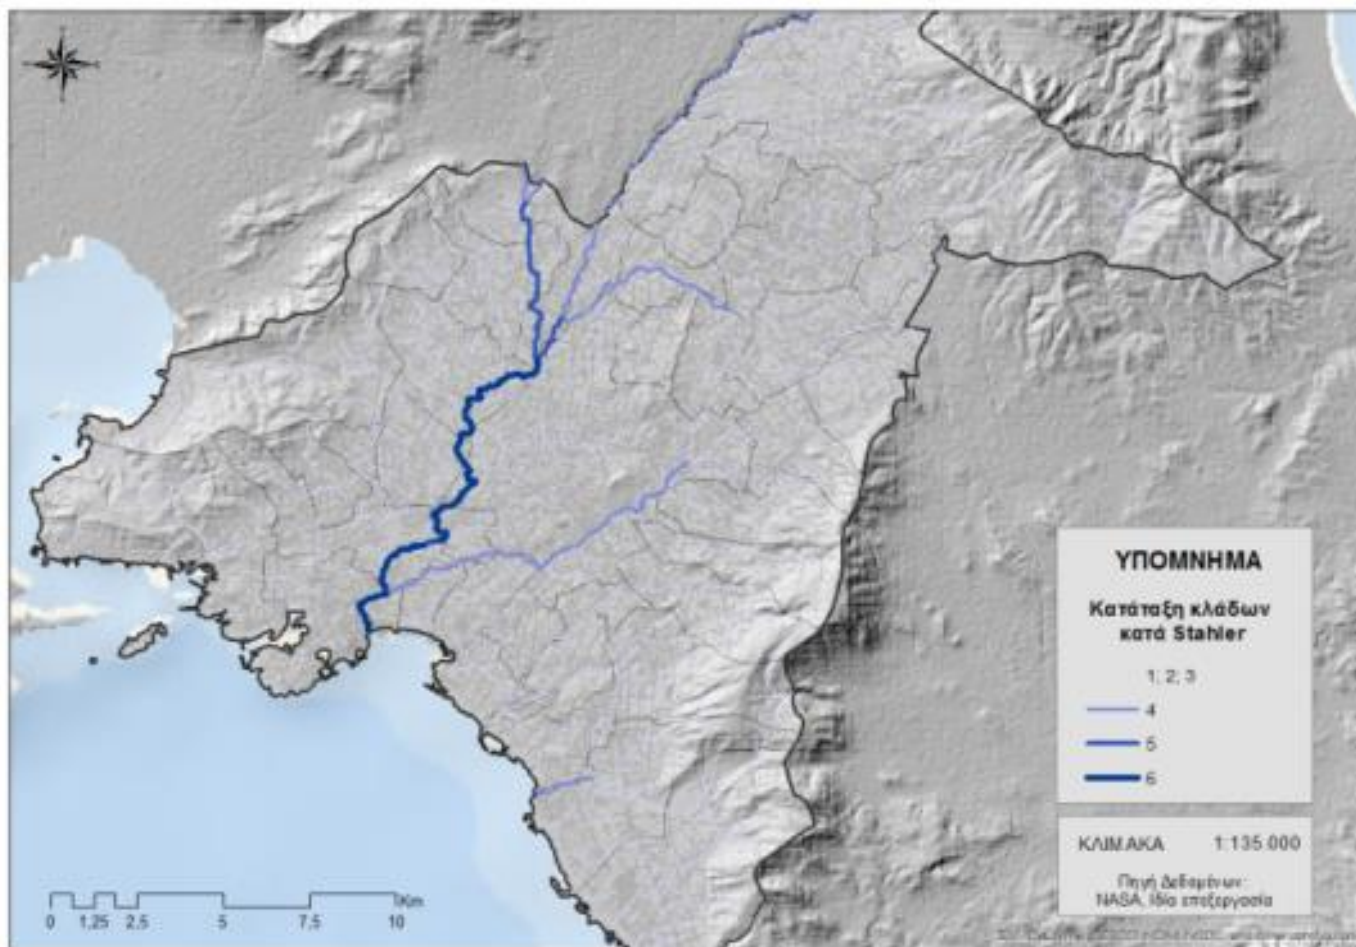 ΥΠΟΜΝΗΜΑ
Κατάταξη κλάδων
κατά Stahler
1; 2; 3
4
5
6
ΚΛΙΜΑΚΑ 1:135.000
Πηγή Δεδομένων:
NASA, Ιδία επεξεργασία
Km
0 1,25 2,5 5 7,5 10